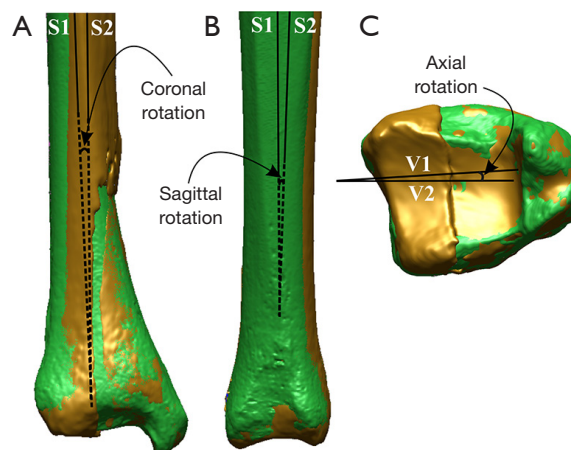 A
S1 S2
Coronal
rotation
B
S1 S2
Sagittal
rotation
C
Axial
rotation
V1
V2